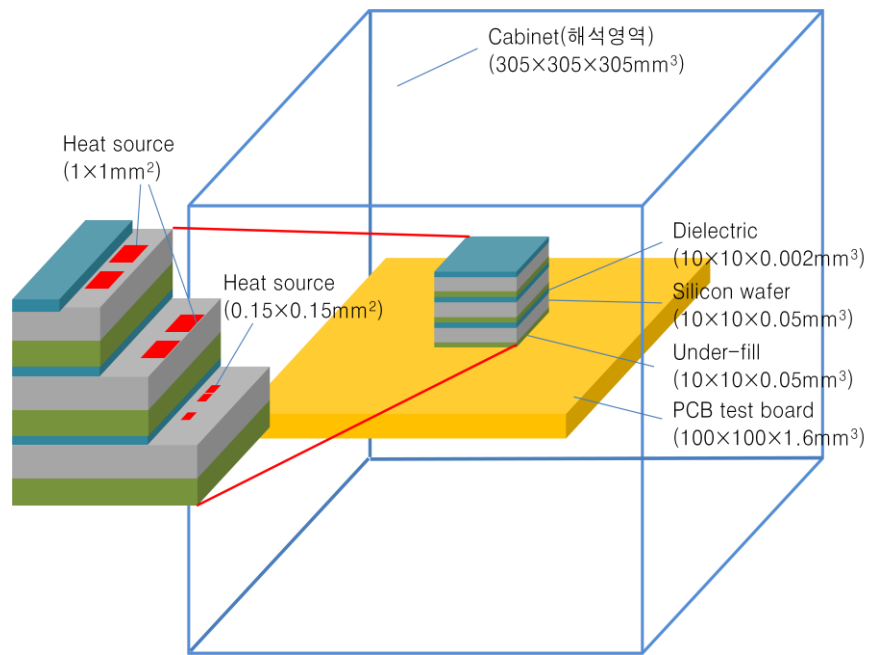 Cabinet(해석영역)
(305×305×305mm³)
Heat source
(1×1mm²)
Heat source
(0.15×0.15mm²)
Dielectric
(10×10×0.002mm³)
Silicon wafer
(10×10×0.05mm³)
Under-fill
(10×10×0.05mm³)
PCB test board
(100×100×1.6mm³)